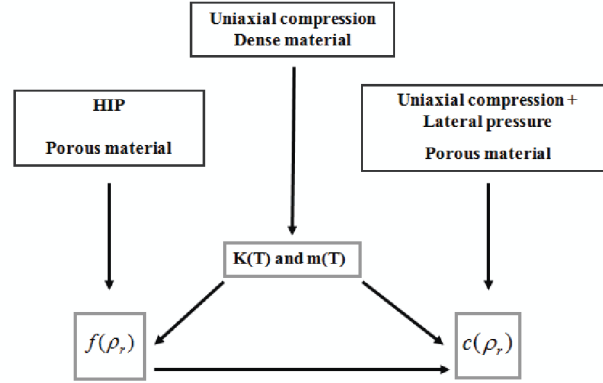 Uniaxial compression
Dense material
HIP
Porous material
Uniaxial compression +
Lateral pressure
Porous material
K(T) and m(T)
f(ρᵣ)
c(ρᵣ)